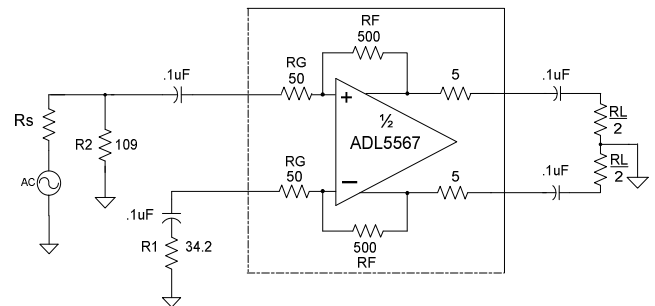 RF
500
RG
50
.1uF
5
.1uF
Rs
R2 109
+
½
ADL5567
RL
2
AC
RG
50
–
5
.1uF
RL
2
.1uF
R1 34.2
500
RF